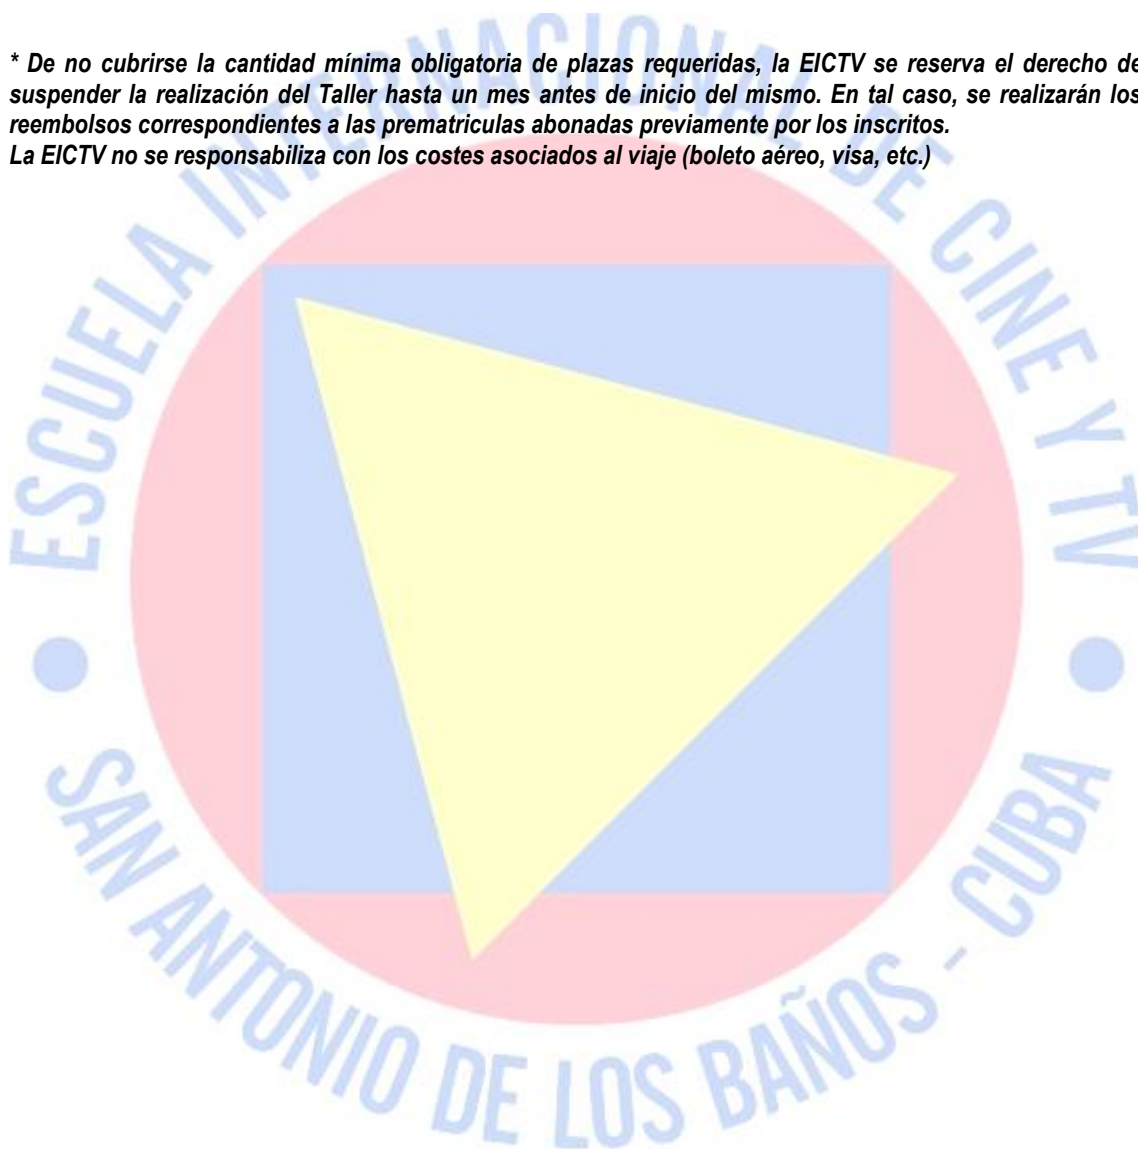 * De no cubrirse la cantidad mínima obligatoria de plazas requeridas, la EICTV se reserva el derecho de
suspender la realización del Taller hasta un mes antes de inicio del mismo. En tal caso, se realizarán los
reembolsos correspondientes a las prematriculas abonadas previamente por los inscritos.
La EICTV no se responsabiliza con los costes asociados al viaje (boleto aéreo, visa, etc.)
ESCUELA INTERNACIONAL DE CINE Y TV
SAN ANTONIO DE LOS BAÑOS - CUBA